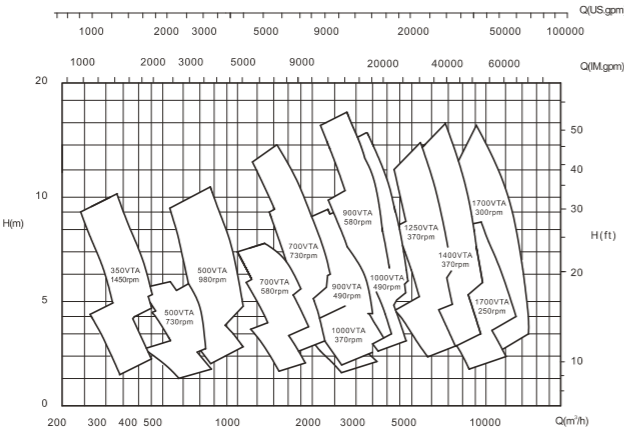 Q(US.gpm
1000 2000 3000 5000 9000 20000 50000 100000
Q(IM.gpm)
1000 2000 3000 5000 9000 20000 40000 60000
20
10
5
0
H(m)
50
40
30
20
10
H(ft)
350VTA
1450rpm
500VTA
730rpm
500VTA
980rpm
700VTA
580rpm
700VTA
730rpm
900VTA
580rpm
900VTA
490rpm
1000VTA
370rpm
1000VTA
490rpm
1250VTA
370rpm
1400VTA
370rpm
1700VTA
300rpm
1700VTA
250rpm
200 300 400 500 1000 2000 3000 5000 10000
Q(m³/h)